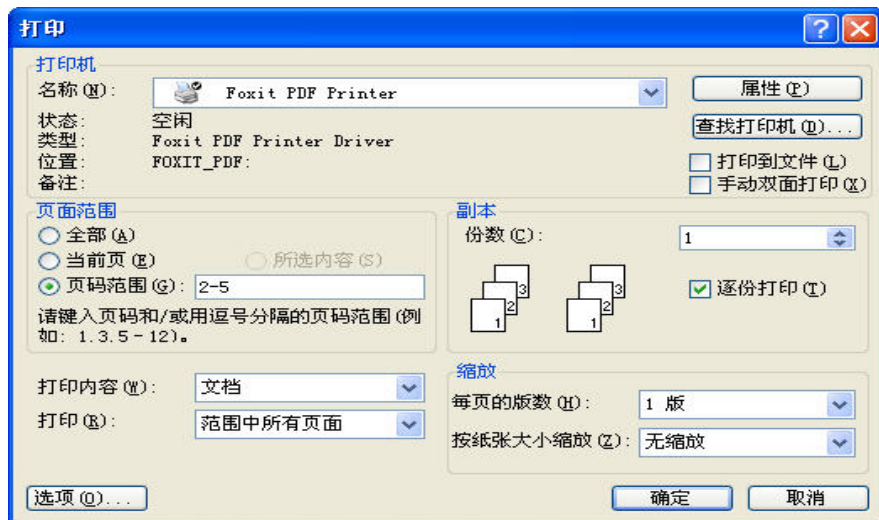 打印
打印机
名称(N): Foxit PDF Printer 属性(P)
状态: 空闲 查找打印机(D)...
类型: Foxit PDF Printer Driver
位置: FOXIT_PDF: 打印到文件(L)
备注: 手动双面打印(X)
页面范围
全部(A)
当前页(E) 所选内容(S)
页码范围(G): 2-5
请键入页码和/或用逗号分隔的页码范围(例
如: 1.3.5-12)。
副本
份数(C): 1
3 3
2 2
1 1
逐份打印(T)
打印内容(W): 文档
打印(R): 范围中所有页面
缩放
每页的版数(H): 1 版
按纸张大小缩放(Z): 无缩放
选项(O)... 确定 取消